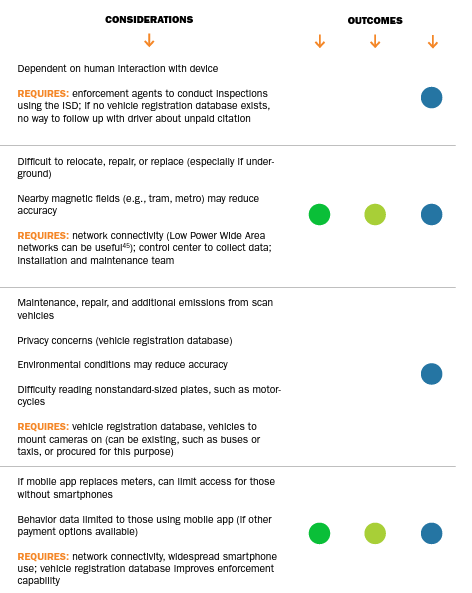 CONSIDERATIONS
OUTCOMES
Dependent on human interaction with device
REQUIRES: enforcement agents to conduct inspections
using the ISD; if no vehicle registration database exists,
no way to follow up with driver about unpaid citation
Difficult to relocate, repair, or replace (especially if under-
ground)
Nearby magnetic fields (e.g., tram, metro) may reduce
accuracy
REQUIRES: network connectivity (Low Power Wide Area
networks can be useful⁴⁵); control center to collect data;
installation and maintenance team
Maintenance, repair, and additional emissions from scan
vehicles
Privacy concerns (vehicle registration database)
Environmental conditions may reduce accuracy
Difficulty reading nonstandard-sized plates, such as motor-
cycles
REQUIRES: vehicle registration database, vehicles to
mount cameras on (can be existing, such as buses or
taxis, or procured for this purpose)
If mobile app replaces meters, can limit access for those
without smartphones
Behavior data limited to those using mobile app (if other
payment options available)
REQUIRES: network connectivity, widespread smartphone
use; vehicle registration database improves enforcement
capability